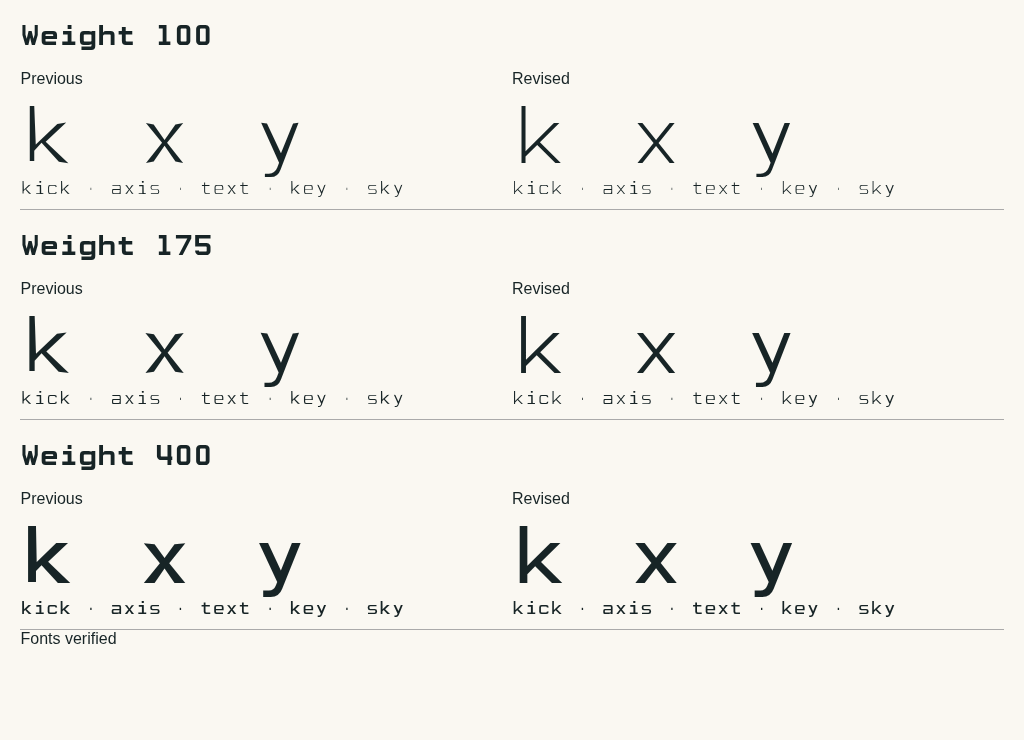 Weight 100
Previous Revised
k x y k x y
kick · axis · text · key · sky kick · axis · text · key · sky
Weight 175
Previous Revised
k x y k x y
kick · axis · text · key · sky kick · axis · text · key · sky
Weight 400
Previous Revised
k x y k x y
kick · axis · text · key · sky kick · axis · text · key · sky
Fonts verified